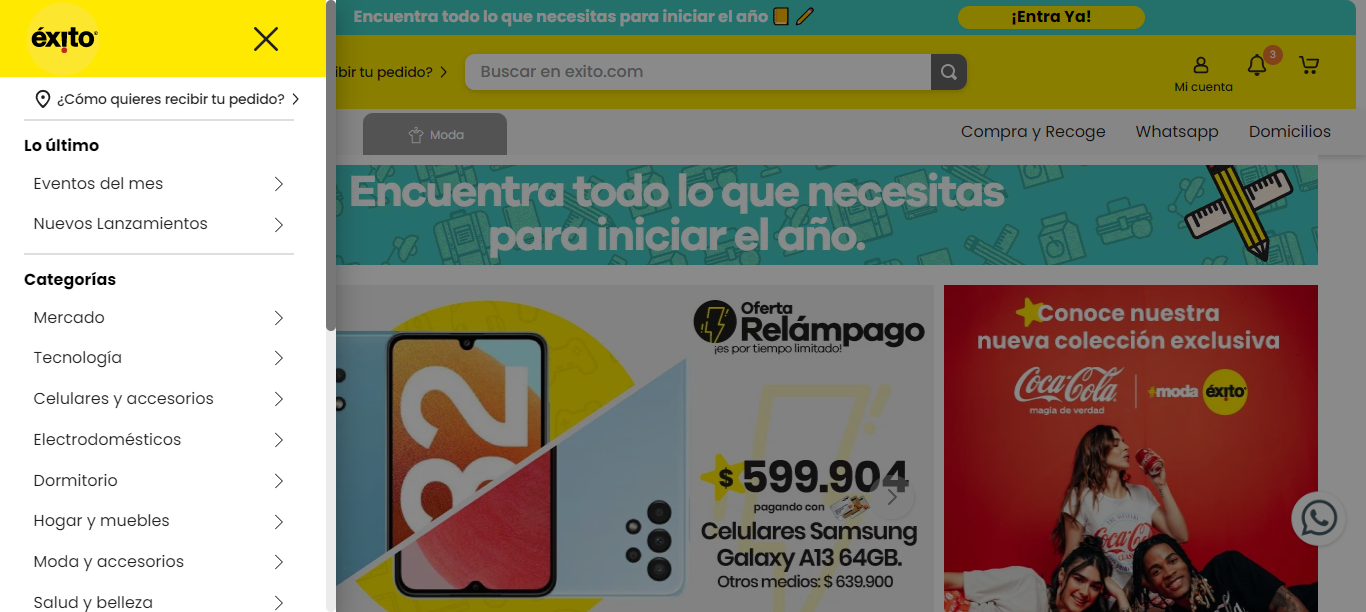 éxito
¿Cómo quieres recibir tu pedido?
Lo último
Eventos del mes
Nuevos Lanzamientos
Categorías
Mercado
Tecnología
Celulares y accesorios
Electrodomésticos
Dormitorio
Hogar y muebles
Moda y accesorios
Salud y belleza
Encuentra todo lo que necesitas para iniciar el año
¡Entra Ya!
ibir tu pedido?
Buscar en exito.com
Mi cuenta
3
Moda
Compra y Recoge
Whatsapp
Domicilios
Encuentra todo lo que necesitas
para iniciar el año.
Oferta
Relámpago
¡es por tiempo limitado!
32
$ 599.904
pagando con
Celulares Samsung
Galaxy A13 64GB.
Otros medios: $ 639.900
Conoce nuestra
nueva colección exclusiva
Coca-Cola
magia de verdad
moda éxito
Coca-Cola